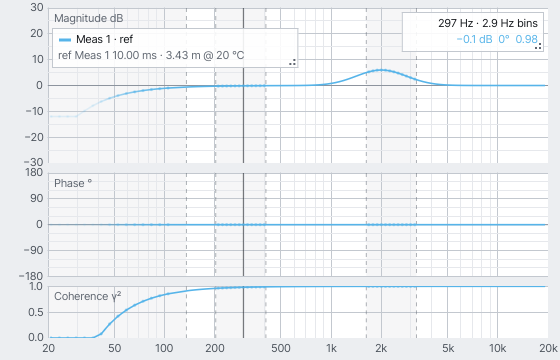 30
Magnitude dB
20
10
0
−10
−20
−30
Meas 1 · ref
ref Meas 1 10.00 ms · 3.43 m @ 20 °C
297 Hz · 2.9 Hz bins
−0.1 dB 0° 0.98
180
Phase °
90
0
−90
−180
1.0
Coherence γ²
0.5
0.0
20 50 100 200 500 1k 2k 5k 10k 20k